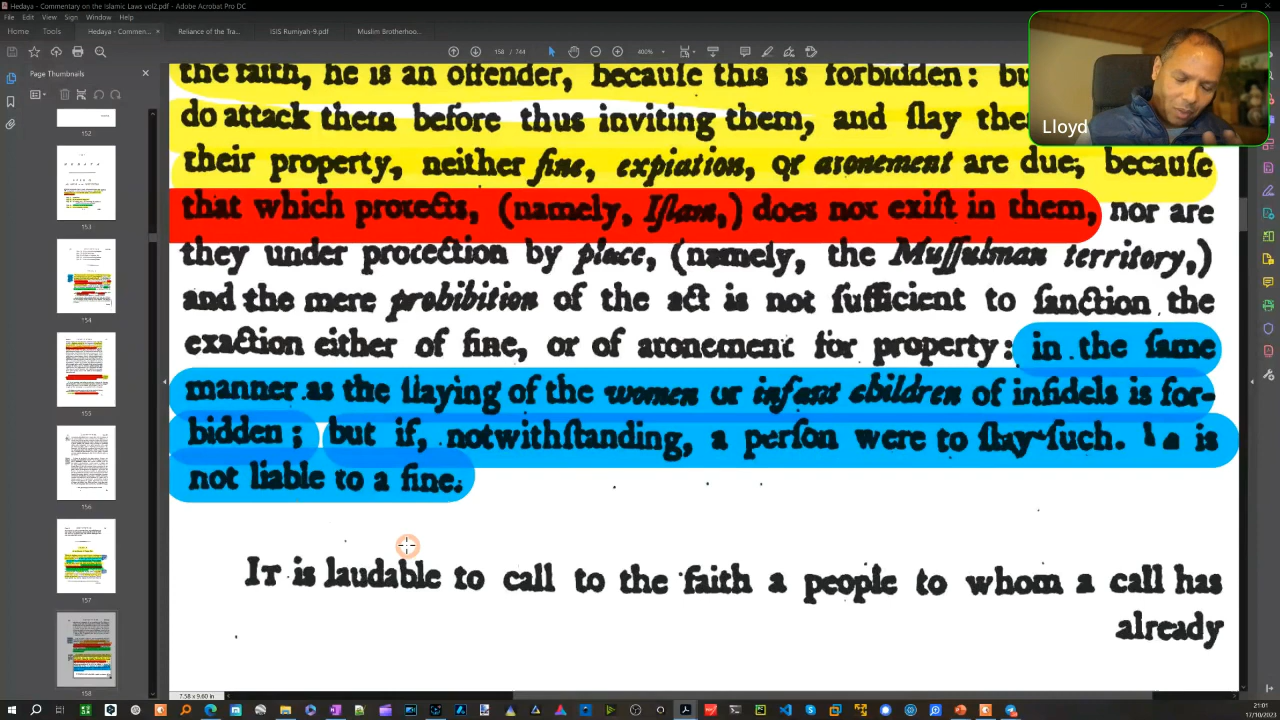 Hedaya - Commentary on the Islamic Laws vol2.pdf - Adobe Acrobat Pro DC
File Edit View Sign Window Help
Home Tools Hedaya - Commen... × Reliance of the Tra... ISIS Rumiyah-9.pdf Muslim Brotherhoo...
158 / 744 400%
Page Thumbnails
152
153
154
155
156
157
158
Lloyd
the faith, he is an offender, becauſe this is forbidden:
do attack them before thus inviting them, and ſlay
their property, neither fine, expiation, or atonement are due; becauſe
that which protects, (namely, Iſlam,) does not exiſt in them, nor are
they under protection by place, (namely, the Muſſulman territory,)
and the mere prohibition of the act is not ſufficient to ſanction the
exaction either of fine, or of atonement for property: in the ſame
manner as the ſlaying of the women or infant children of infidels is for-
bidden; but if, notwithſtanding, a perſon were ſlay ſuch. is
not liable to a fine.
IT is laudable to call to the faith a people to whom a call has
already
7.58 x 9.60 in
21:01
17/10/2023